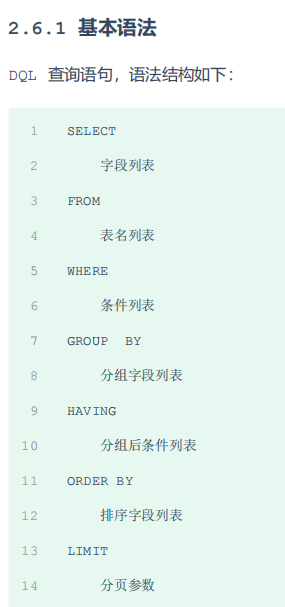 2.6.1 基本语法
DQL 查询语句，语法结构如下：
1 SELECT
2 字段列表
3 FROM
4 表名列表
5 WHERE
6 条件列表
7 GROUP  BY
8 分组字段列表
9 HAVING
10 分组后条件列表
11 ORDER BY
12 排序字段列表
13 LIMIT
14 分页参数